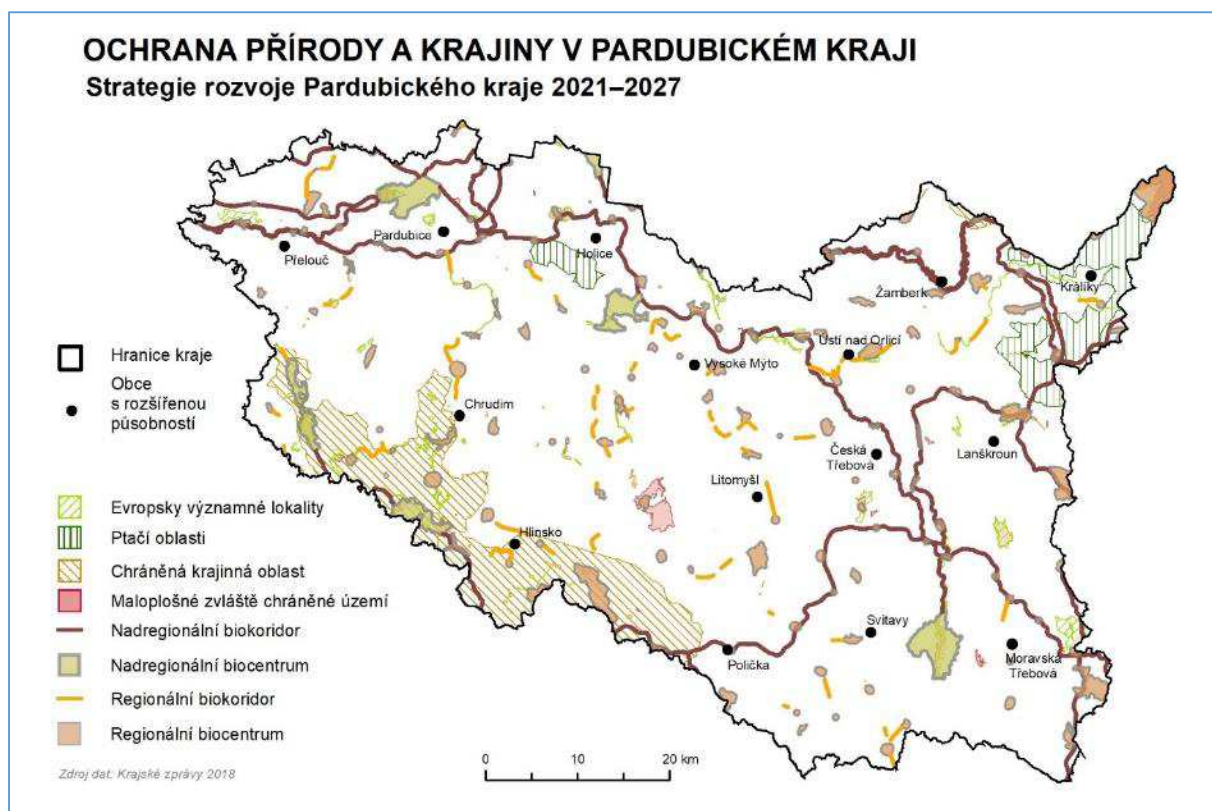 OCHRANA PŘÍRODY A KRAJINY V PARDUBICKÉM KRAJI
Strategie rozvoje Pardubického kraje 2021–2027
Pardubice
Přelouč
Holice
Žamberk
Králíky
Vysoké Mýto
Ústí nad Orlicí
Chrudim
Česká
Třebová
Lanškroun
Litomyšl
Hlinsko
Svitavy
Polička
Moravská
Třebová
Hranice kraje
Obce
s rozšířenou
působností
Evropsky významné lokality
Ptačí oblasti
Chráněná krajinná oblast
Maloplošné zvláště chráněné území
Nadregionální biokoridor
Nadregionální biocentrum
Regionální biokoridor
Regionální biocentrum
0 10 20 km
Zdroj dat: Krajské zprávy 2018